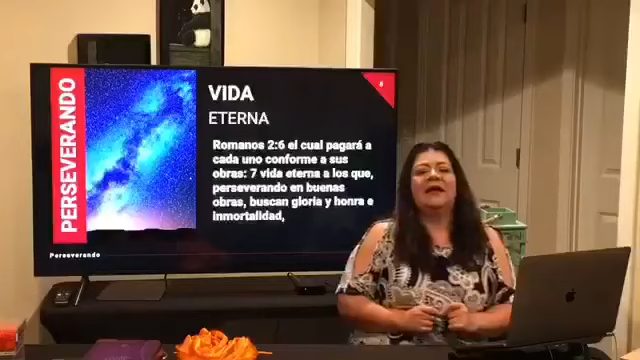 PERSEVERANDO
VIDA
ETERNA
6
Romanos 2:6 el cual pagará a
cada uno conforme a sus
obras: 7 vida eterna a los que,
perseverando en buenas
obras, buscan gloria y honra e
inmortalidad,
Perseverando